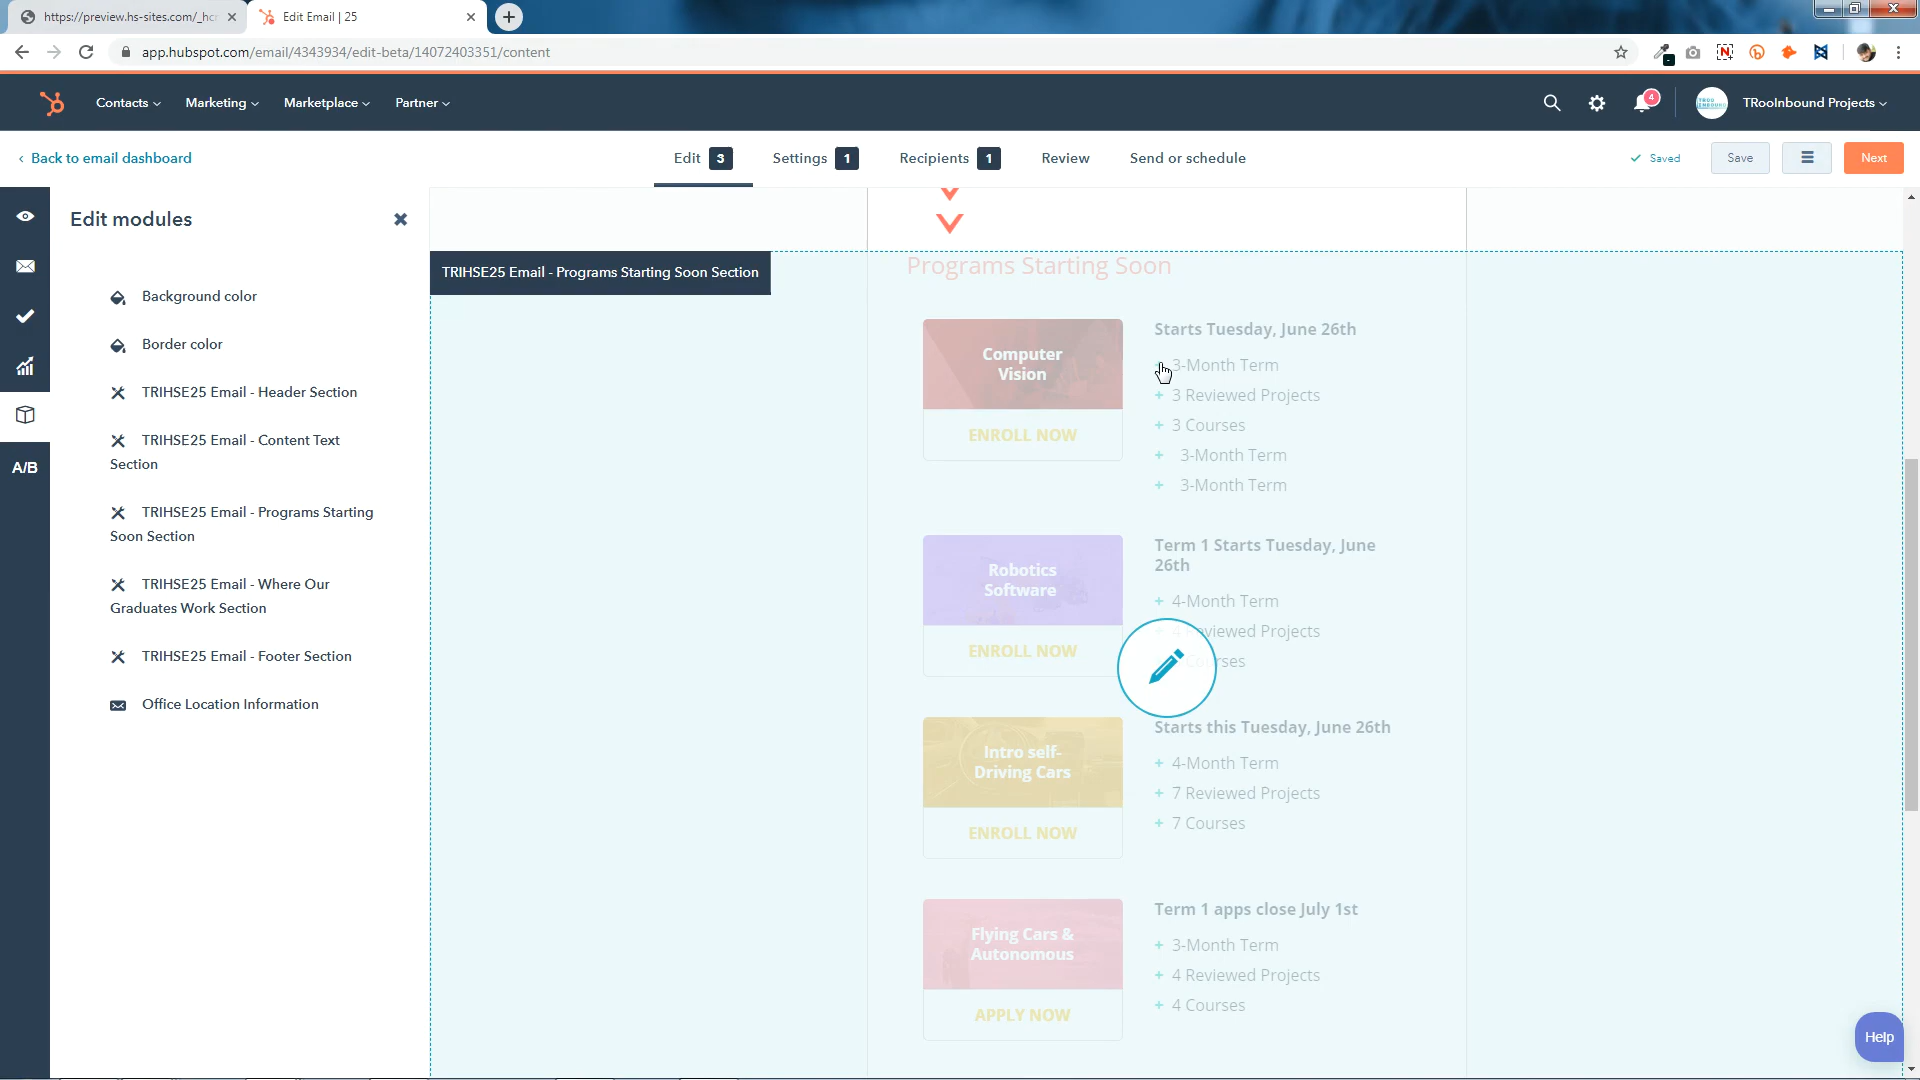 https://preview.hs-sites.com/_hc
Edit Email | 25
app.hubspot.com/email/4343934/edit-beta/14072403351/content
Contacts
Marketing
Marketplace
Partner
4
TRooInbound Projects
Back to email dashboard
Edit 3
Settings 1
Recipients 1
Review
Send or schedule
Saved
Save
Next
Edit modules
Background color
Border color
TRIHSE25 Email - Header Section
TRIHSE25 Email - Content Text
Section
TRIHSE25 Email - Programs Starting
Soon Section
TRIHSE25 Email - Where Our
Graduates Work Section
TRIHSE25 Email - Footer Section
Office Location Information
A/B
TRIHSE25 Email - Programs Starting Soon Section
Programs Starting Soon
Computer
Vision
ENROLL NOW
Starts Tuesday, June 26th
3-Month Term
+ 3 Reviewed Projects
+ 3 Courses
+ 3-Month Term
+ 3-Month Term
Robotics
Software
ENROLL NOW
Term 1 Starts Tuesday, June
26th
+ 4-Month Term
Reviewed Projects
Courses
Intro self-
Driving Cars
ENROLL NOW
Starts this Tuesday, June 26th
+ 4-Month Term
+ 7 Reviewed Projects
+ 7 Courses
Flying Cars &
Autonomous
APPLY NOW
Term 1 apps close July 1st
+ 3-Month Term
+ 4 Reviewed Projects
+ 4 Courses
Help